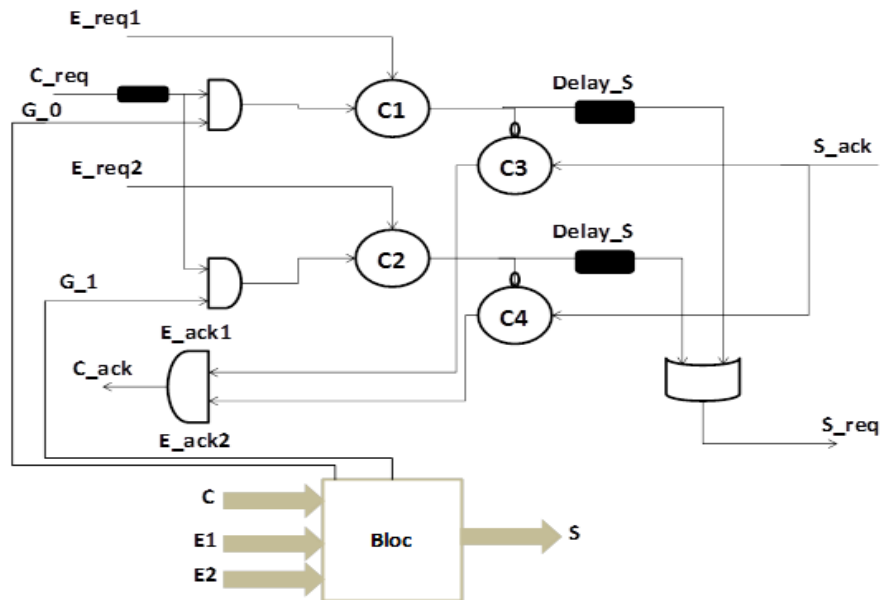 E_req1
C_req
Delay_S
G_0
C1
E_req2
C3
S_ack
Delay_S
G_1
C2
C4
E_ack1
C_ack
E_ack2
S_req
C
E1
Bloc
S
E2